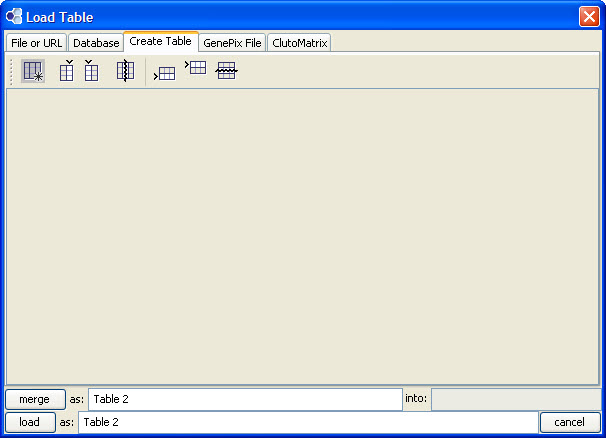 Load Table
File or URL Database Create Table GenePix File ClutoMatrix
merge as: Table 2 into:
load as: Table 2 cancel